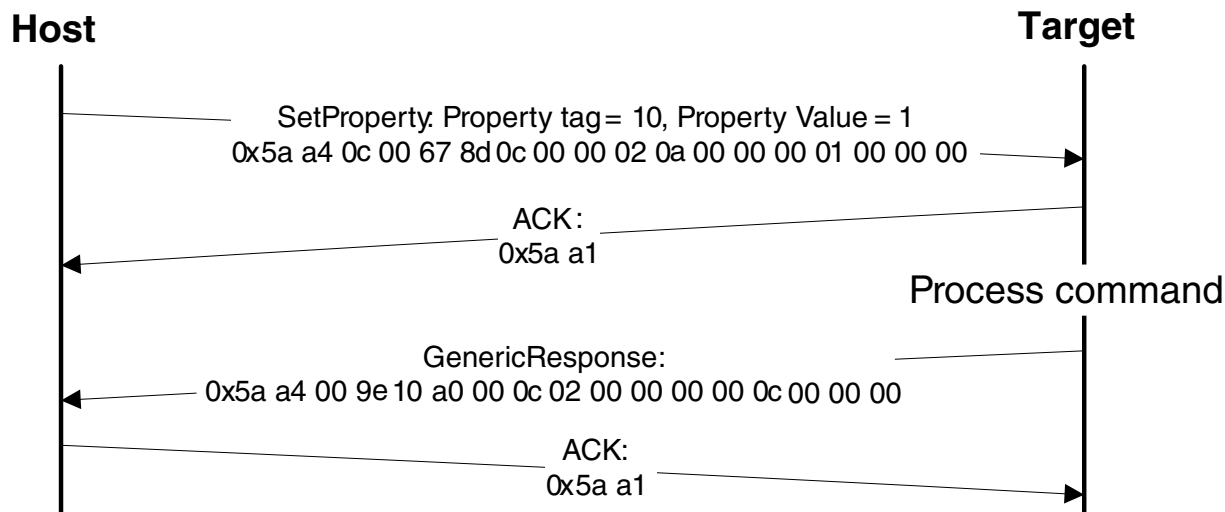 Host
Target
SetProperty: Property tag = 10, Property Value = 1
0x5a a4 0c 00 67 8d 0c 00 00 02 0a 00 00 00 01 00 00 00
ACK:
0x5a a1
Process command
GenericResponse:
0x5a a4 00 9e 10 a0 00 0c 02 00 00 00 00 0c 00 00 00
ACK:
0x5a a1